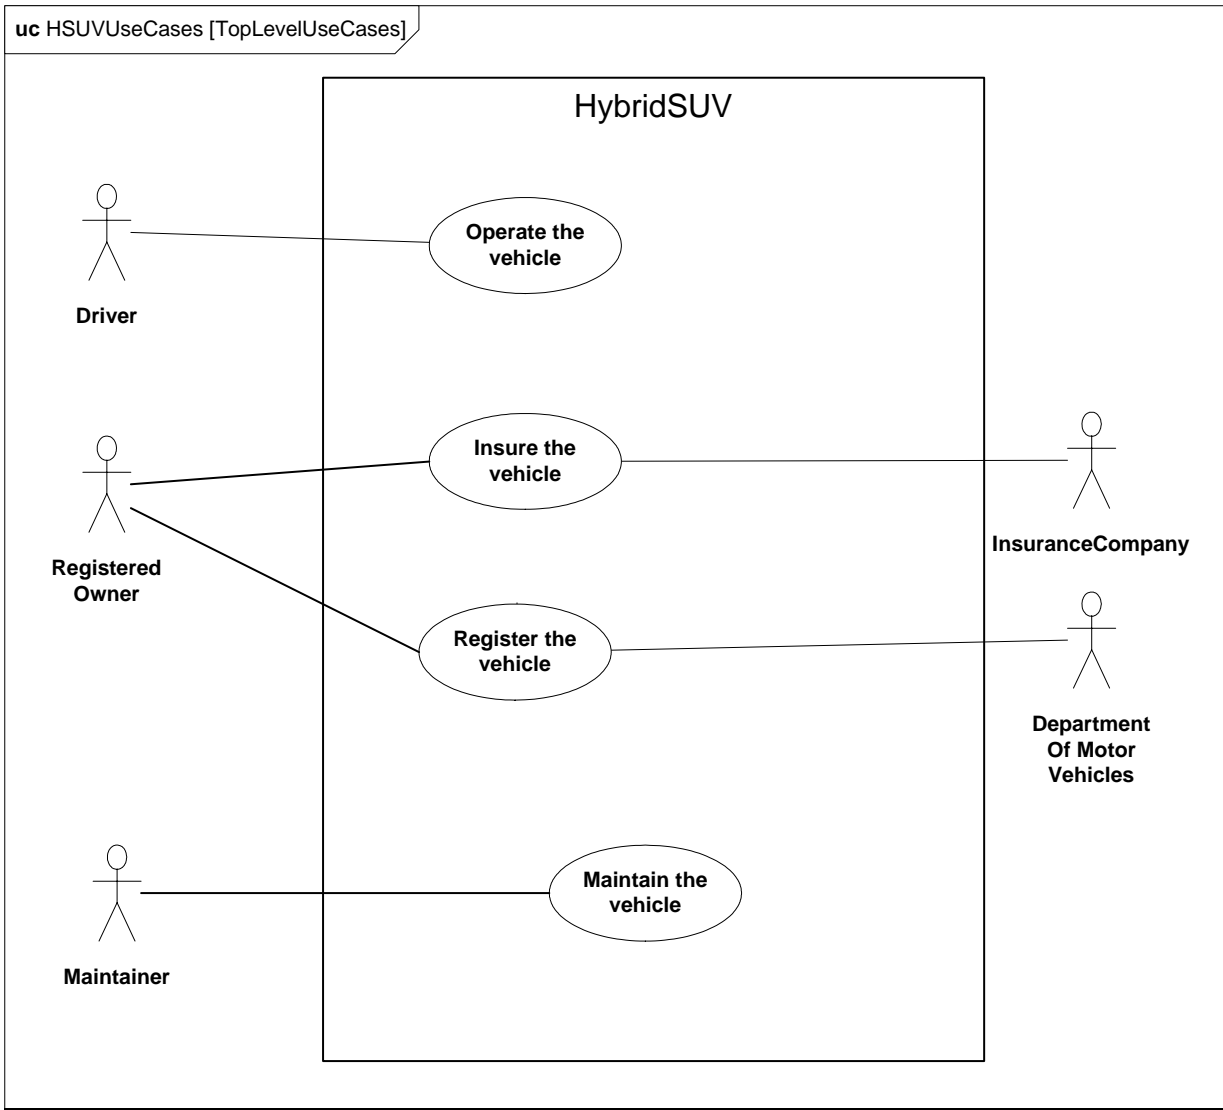 uc HSUVUseCases [TopLevelUseCases]
HybridSUV
Operate the
vehicle
Driver
Insure the
vehicle
InsuranceCompany
Registered
Owner
Register the
vehicle
Department
Of Motor
Vehicles
Maintain the
vehicle
Maintainer